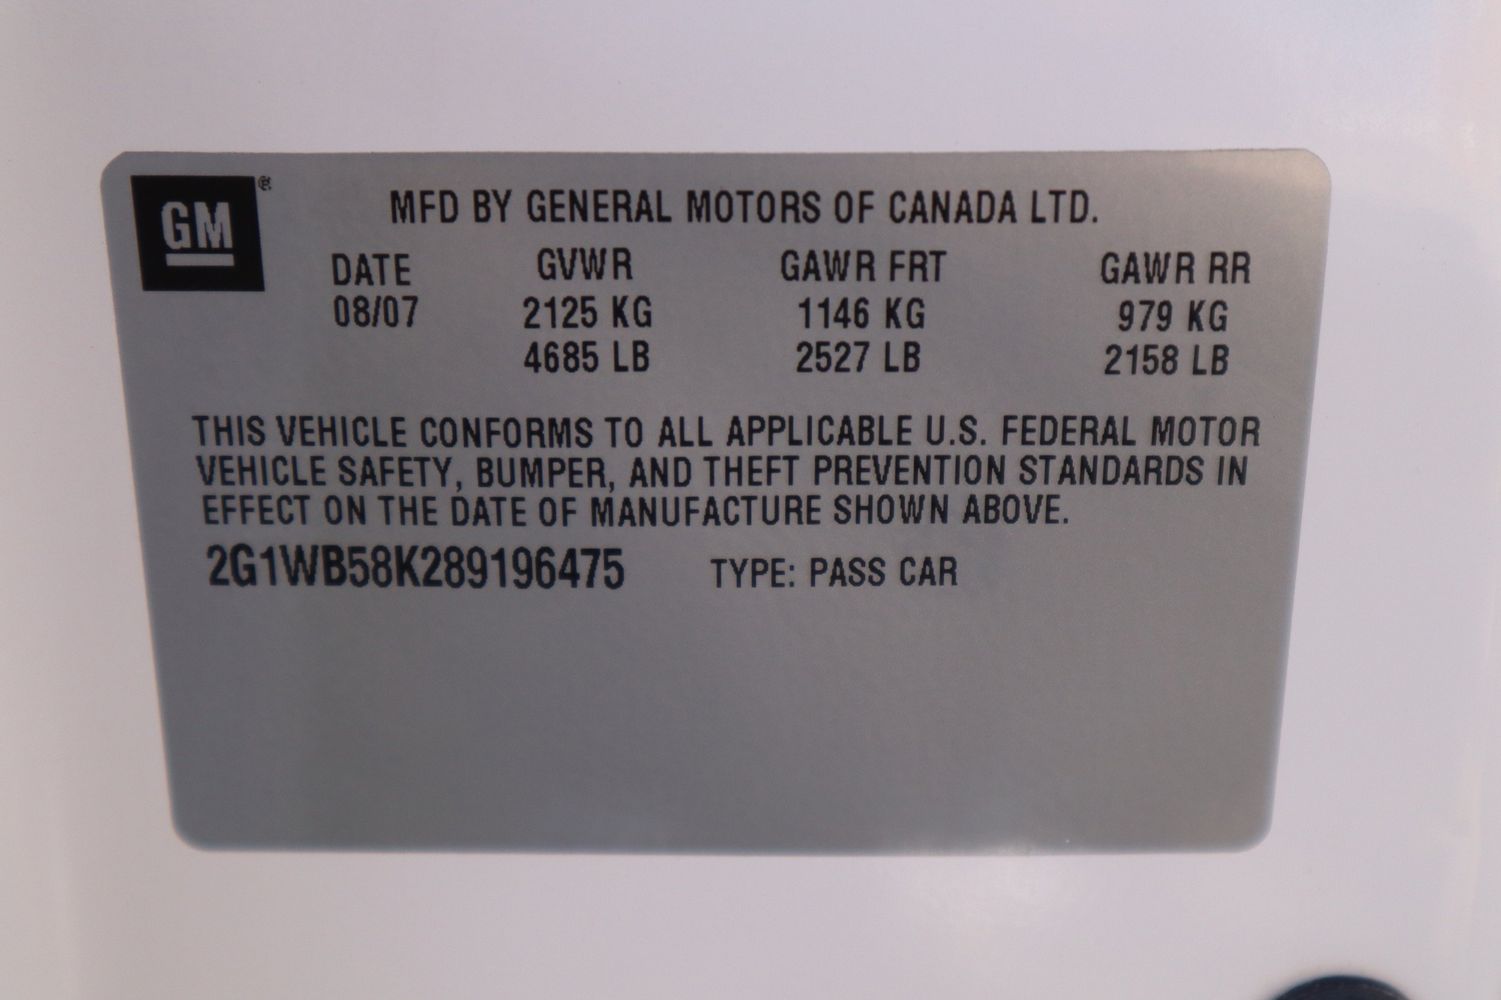 GM®
MFD BY GENERAL MOTORS OF CANADA LTD.
DATE GVWR GAWR FRT GAWR RR
08/07 2125 KG 1146 KG 979 KG
4685 LB 2527 LB 2158 LB
THIS VEHICLE CONFORMS TO ALL APPLICABLE U.S. FEDERAL MOTOR
VEHICLE SAFETY, BUMPER, AND THEFT PREVENTION STANDARDS IN
EFFECT ON THE DATE OF MANUFACTURE SHOWN ABOVE.
2G1WB58K289196475 TYPE: PASS CAR